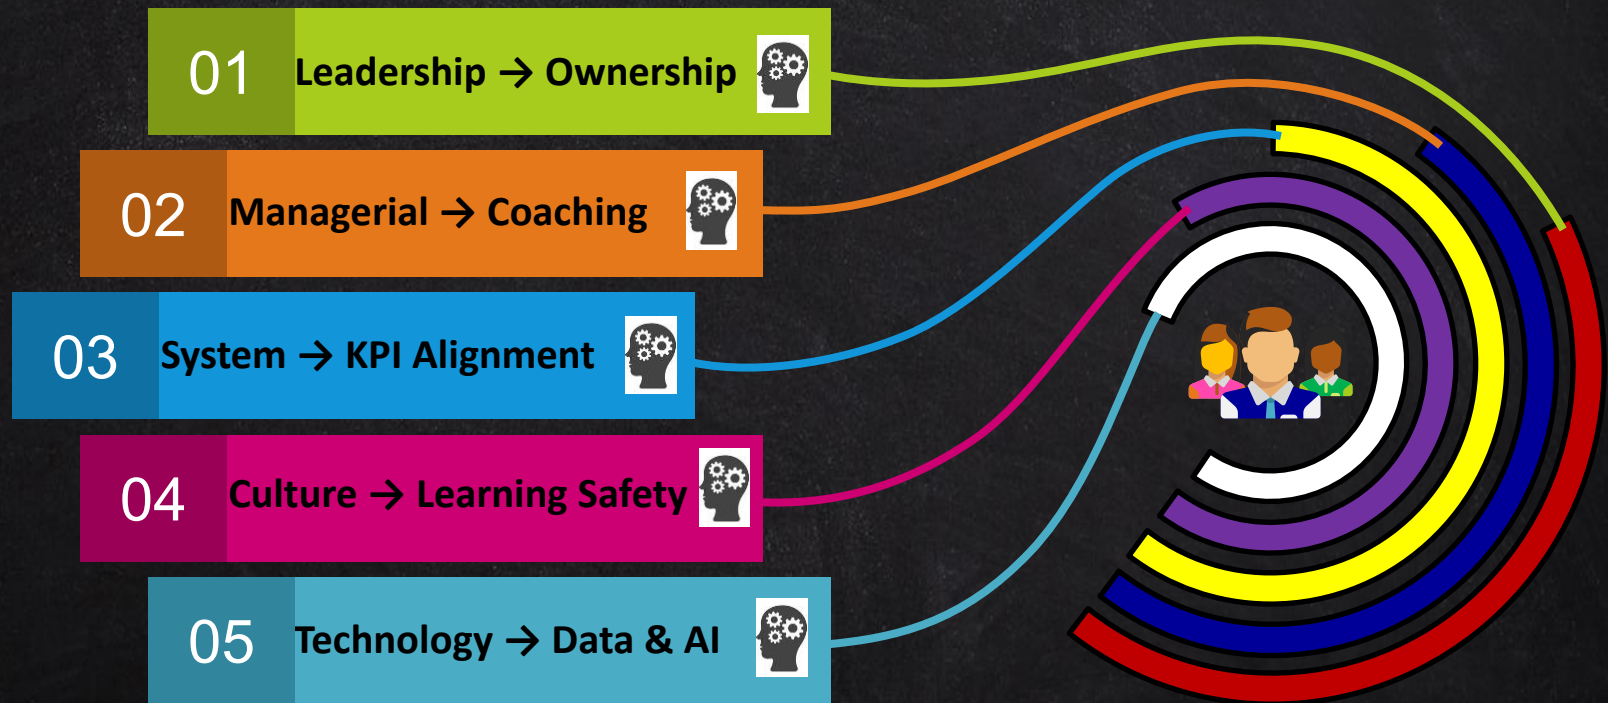 01 Leadership → Ownership
02 Managerial → Coaching
03 System → KPI Alignment
04 Culture → Learning Safety
05 Technology → Data & AI